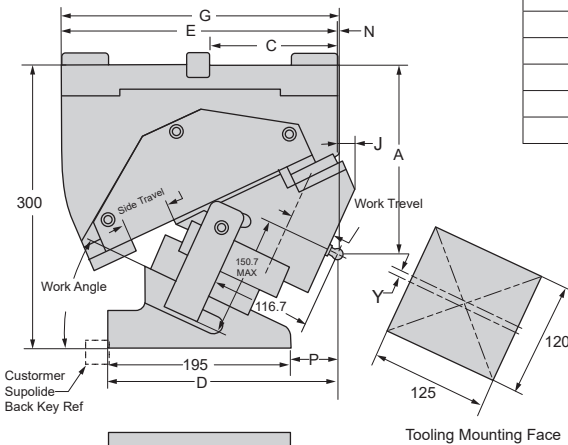 G
E
N
C
J
A
300
Side Travel
Work Trevel
150.7
MAX
Work Angle
116.7
Y
120
195
P
125
D
Custormer
Supolide
Back Key Ref
Tooling Mounting Face